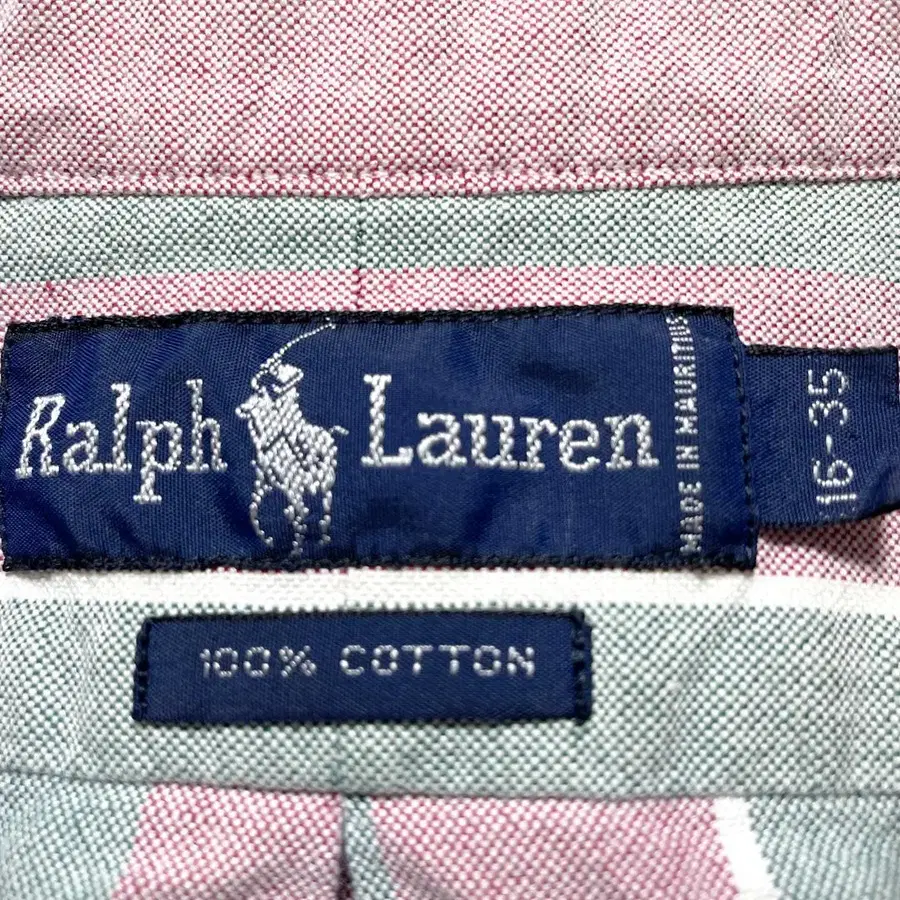 Ralph Lauren
MADE IN MAURITIUS
16-35
100% COTTON